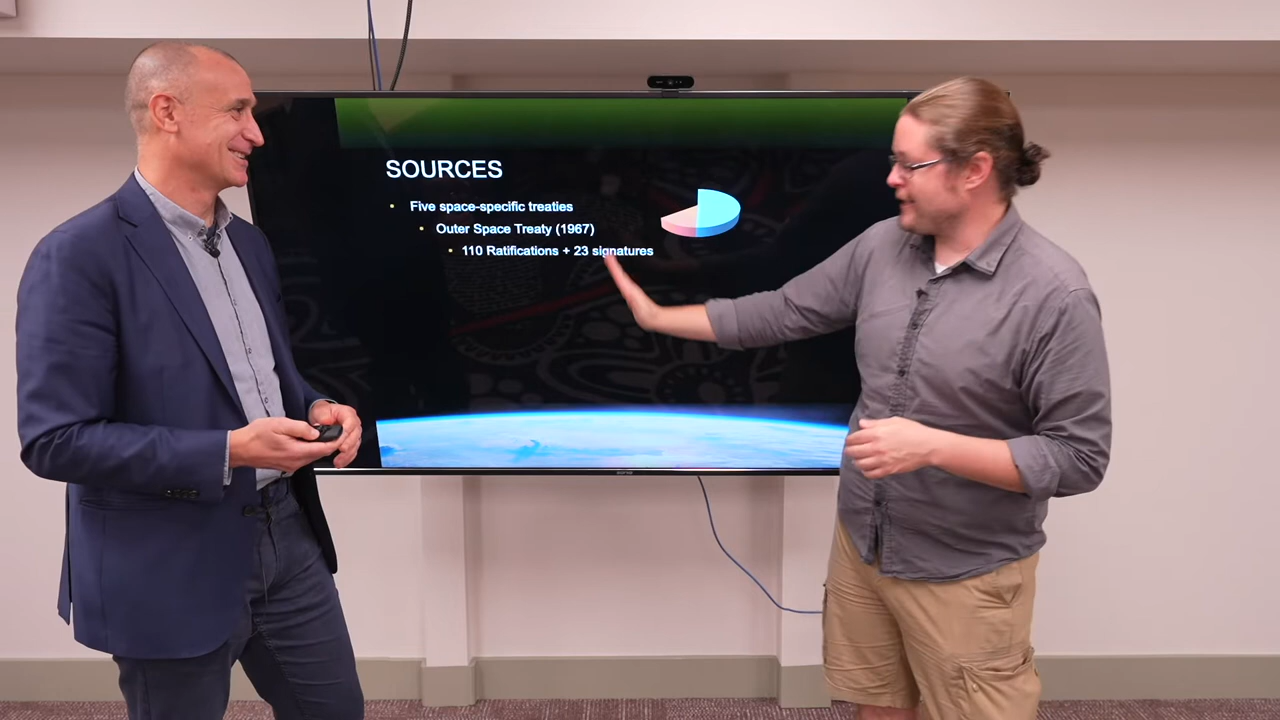 SOURCES
Five space-specific treaties
Outer Space Treaty (1967)
110 Ratifications + 23 signatures